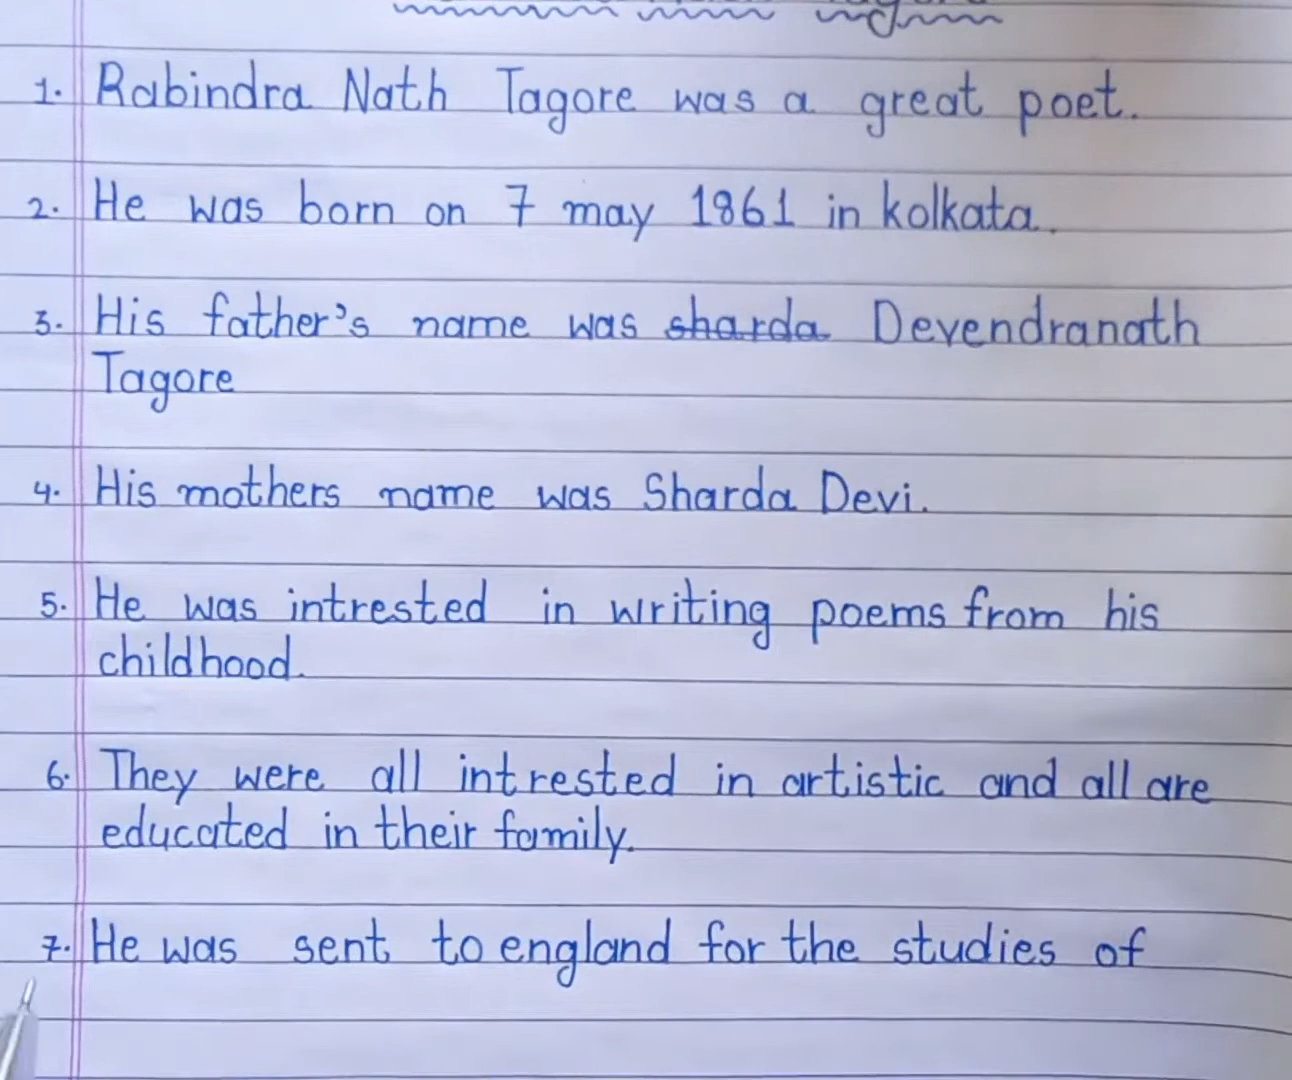 1. Rabindra Nath Tagore was a great poet.
2. He was born on 7 may 1861 in kolkata.
3. His father's name was sharda Devendranath
Tagore
4. His mothers name was Sharda Devi.
5. He was intrested in writing poems from his
childhood.
6. They were all intrested in artistic and all are
educated in their family.
7. He was sent to england for the studies of